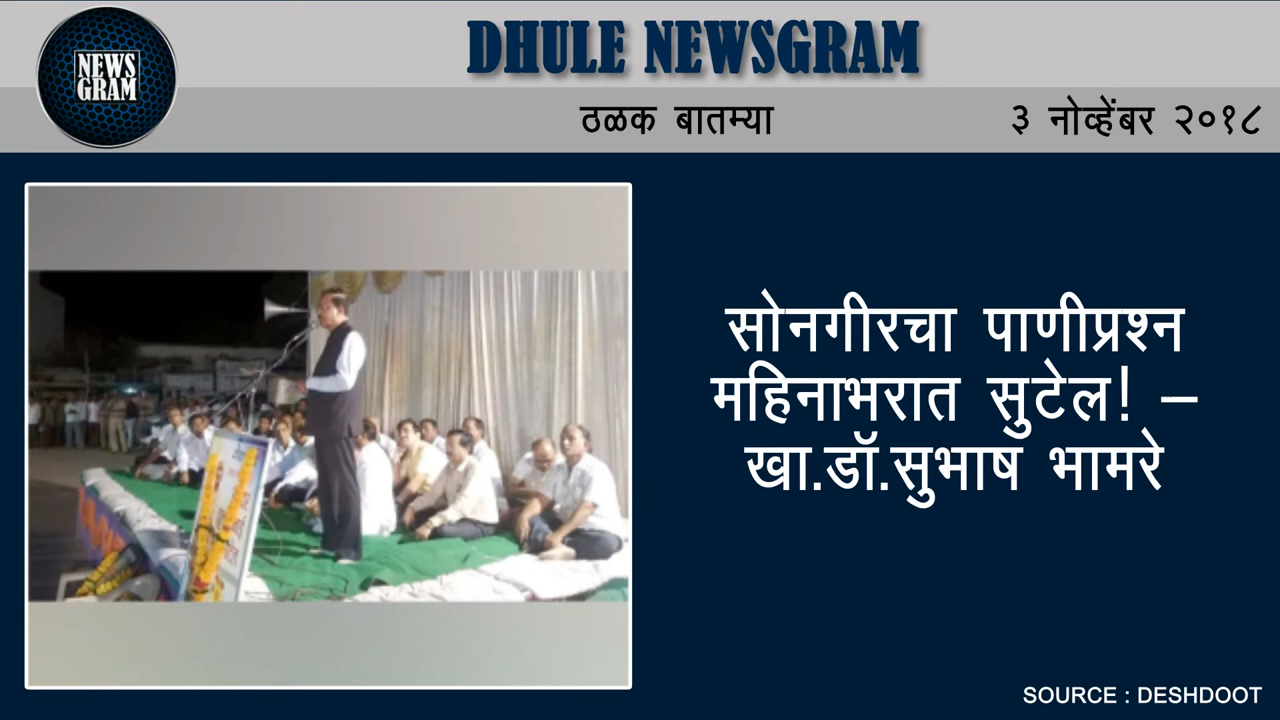 NEWS
GRAM
DHULE NEWSGRAM
ठळक बातम्या
३ नोव्हेंबर २०१८
सोनगीरचा पाणीप्रश्न
महिनाभरात सुटेल! –
खा.डॉ.सुभाष भामरे
SOURCE : DESHDOOT